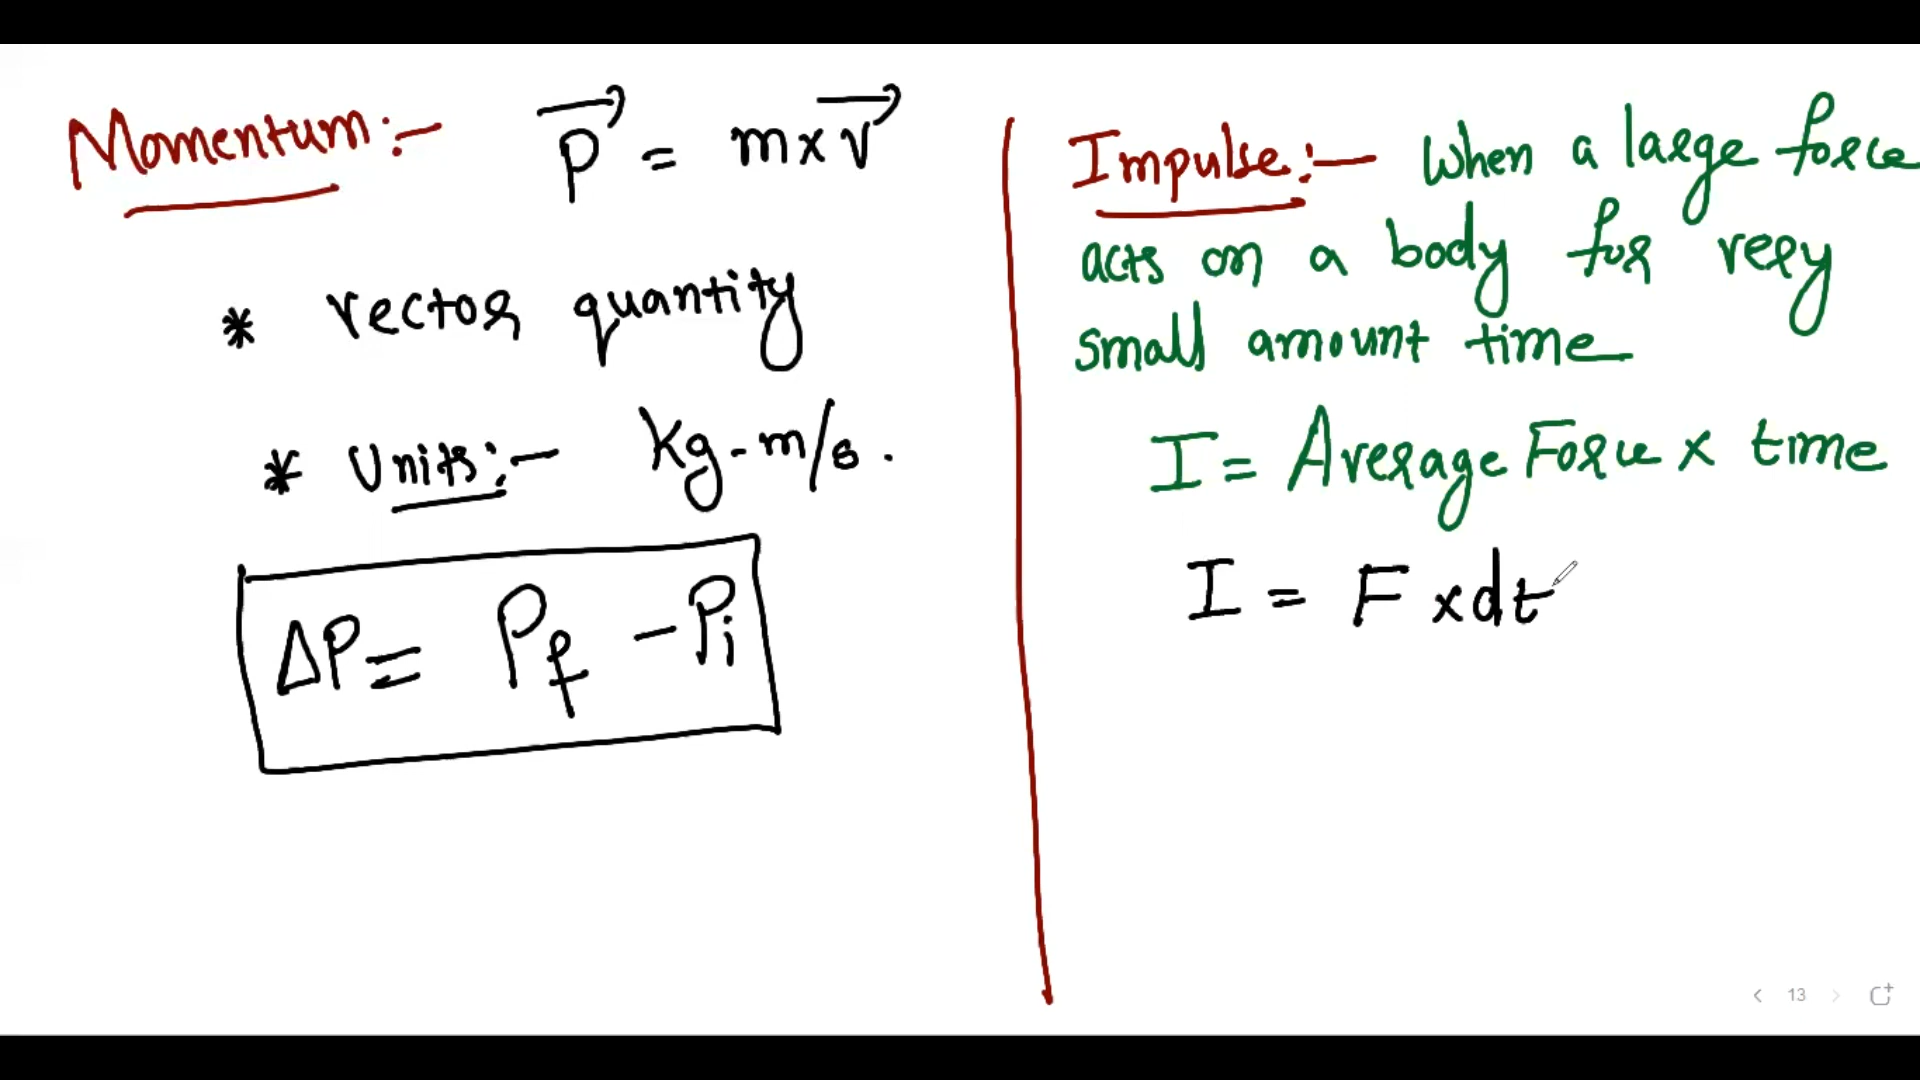 Momentum:- p⃗ = m x v⃗
* vector quantity
* Units:- kg-m/s.
ΔP = Pf - Pi
Impulse:- When a large force
acts on a body for very
small amount time
I = Average Force x time
I = F x dt
13